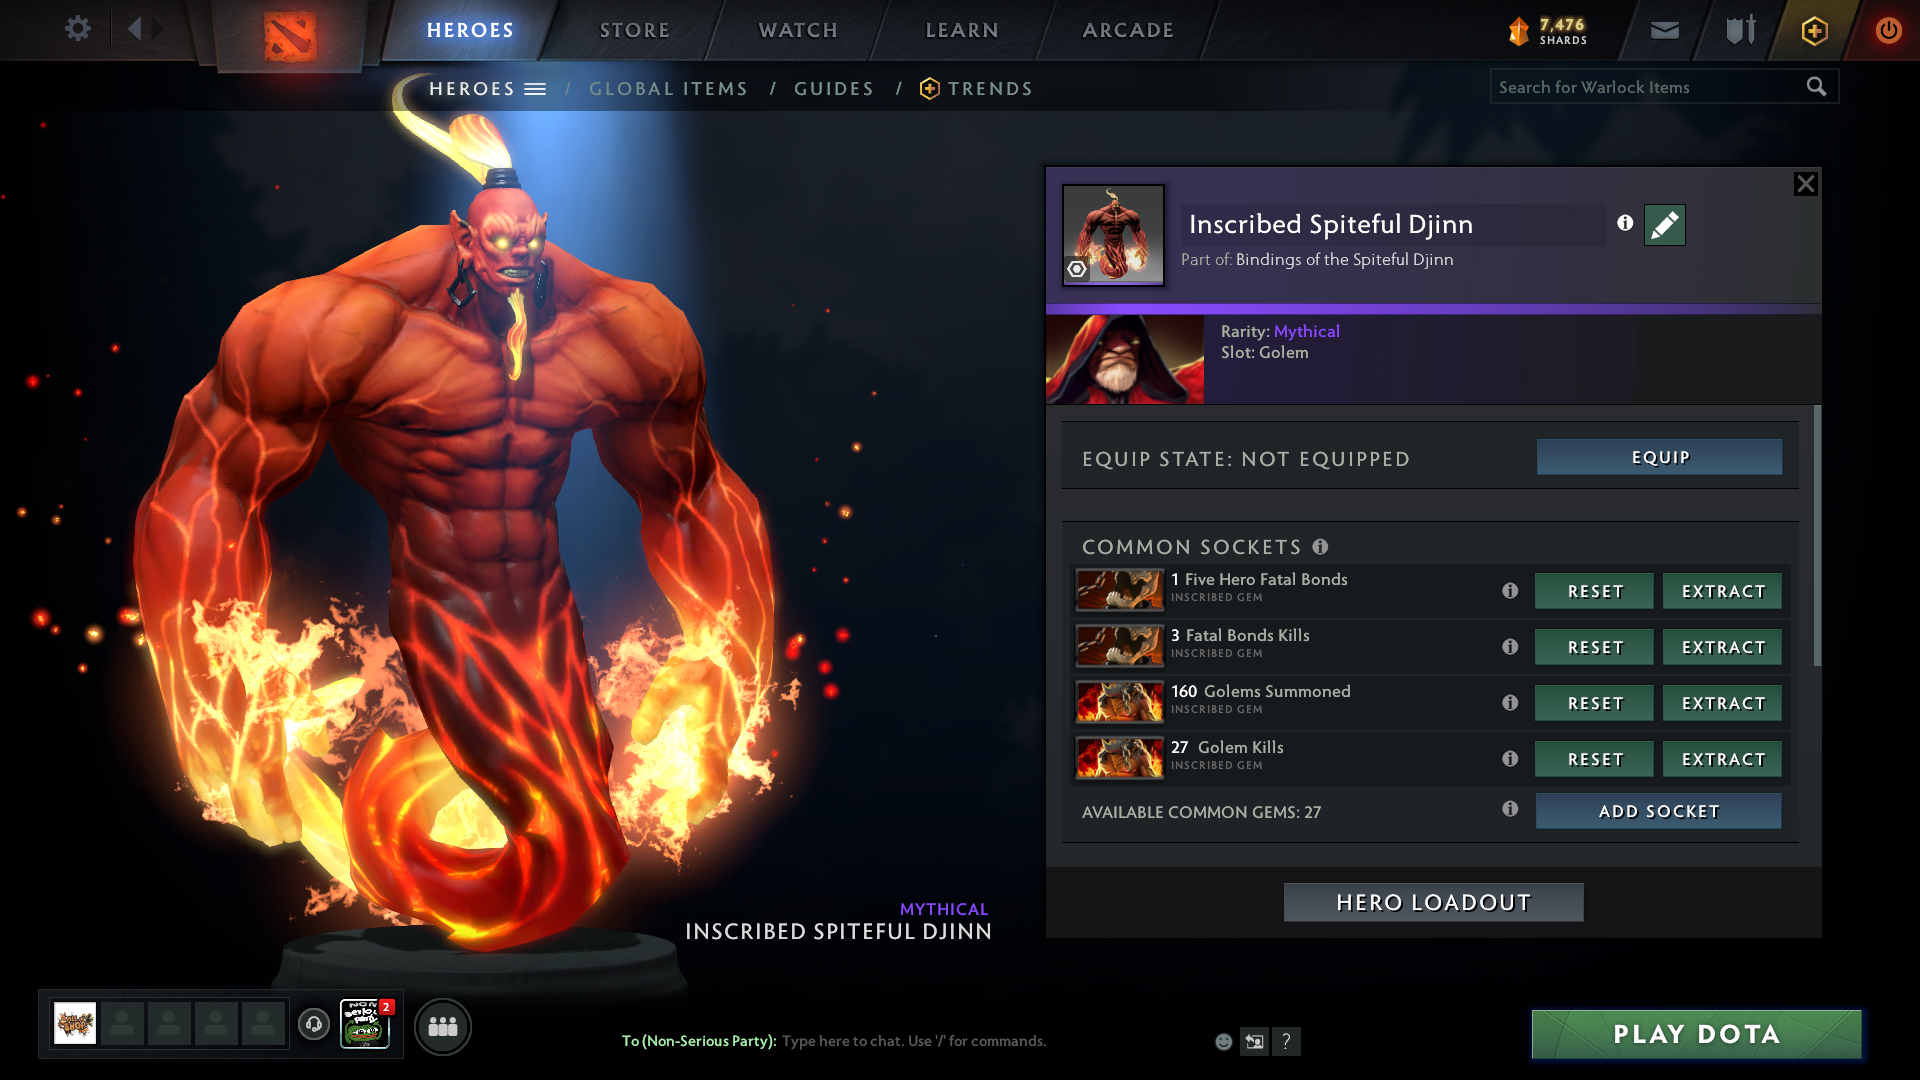 HEROES
STORE
WATCH
LEARN
ARCADE
7,476
SHARDS
HEROES / GLOBAL ITEMS / GUIDES / TRENDS
Search for Warlock Items
Inscribed Spiteful Djinn
Part of: Bindings of the Spiteful Djinn
Rarity: Mythical
Slot: Golem
EQUIP STATE: NOT EQUIPPED
EQUIP
COMMON SOCKETS
1 Five Hero Fatal Bonds
INSCRIBED GEM
RESET
EXTRACT
3 Fatal Bonds Kills
INSCRIBED GEM
RESET
EXTRACT
160 Golems Summoned
INSCRIBED GEM
RESET
EXTRACT
27 Golem Kills
INSCRIBED GEM
RESET
EXTRACT
AVAILABLE COMMON GEMS: 27
ADD SOCKET
HERO LOADOUT
MYTHICAL
INSCRIBED SPITEFUL DJINN
NON
Serious
Party
2
To (Non-Serious Party): Type here to chat. Use '/' for commands.
?
PLAY DOTA